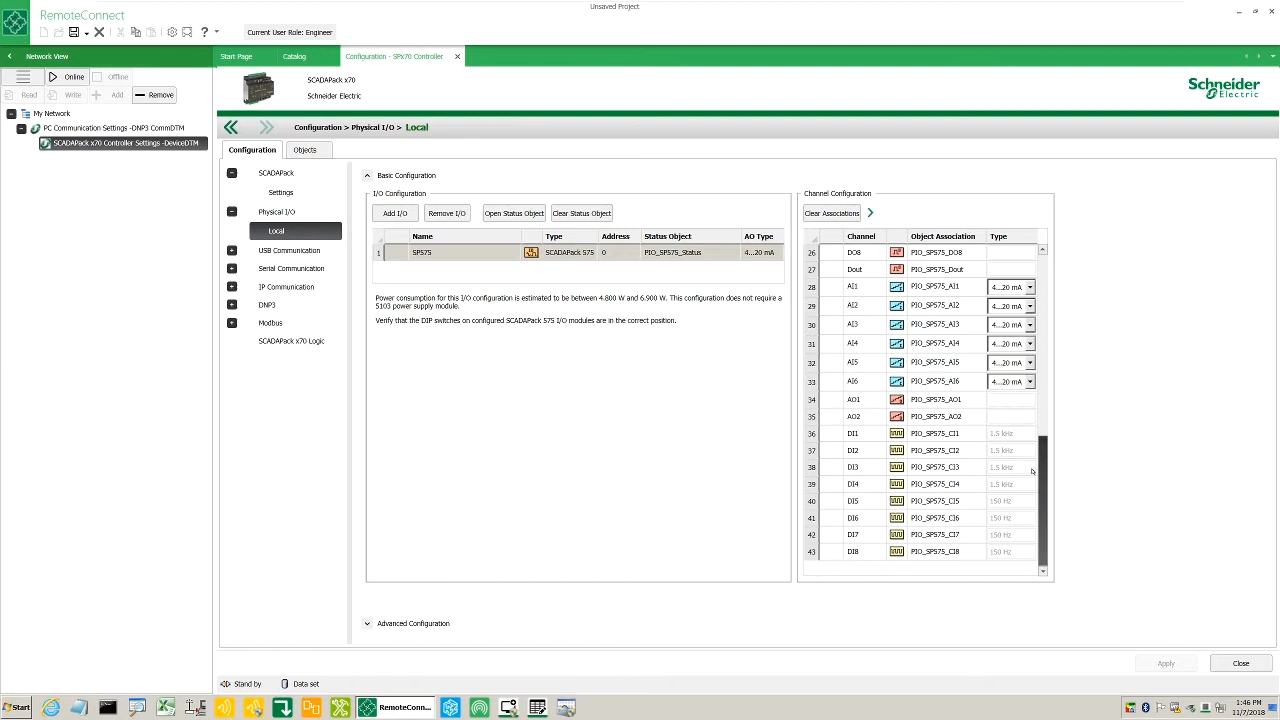 Unsaved Project
RemoteConnect
Current User Role: Engineer
Network View
Start Page
Catalog
Configuration - SPx70 Controller
Online
Offline
Read
Write
Add
Remove
My Network
PC Communication Settings -DNP3 CommDTM
SCADAPack x70 Controller Settings -DeviceDTM
SCADAPack x70
Schneider Electric
Schneider
Electric
Configuration > Physical I/O > Local
Configuration
Objects
SCADAPack
Settings
Physical I/O
Local
USB Communication
Serial Communication
IP Communication
DNP3
Modbus
SCADAPack x70 Logic
Basic Configuration
I/O Configuration
Add I/O
Remove I/O
Open Status Object
Clear Status Object
Name Type Address Status Object AO Type
1 SP575 SCADAPack 575 0 PIO_SP575_Status 4...20 mA
Power consumption for this I/O configuration is estimated to be between 4.800 W and 6.900 W. This configuration does not require a
5103 power supply module.
Verify that the DIP switches on configured SCADAPack 575 I/O modules are in the correct position.
Channel Configuration
Clear Associations
Channel Object Association Type
26 DO8 PIO_SP575_DO8
27 Dout PIO_SP575_Dout
28 AI1 PIO_SP575_AI1 4...20 mA
29 AI2 PIO_SP575_AI2 4...20 mA
30 AI3 PIO_SP575_AI3 4...20 mA
31 AI4 PIO_SP575_AI4 4...20 mA
32 AI5 PIO_SP575_AI5 4...20 mA
33 AI6 PIO_SP575_AI6 4...20 mA
34 AO1 PIO_SP575_AO1
35 AO2 PIO_SP575_AO2
36 DI1 PIO_SP575_CI1 1.5 kHz
37 DI2 PIO_SP575_CI2 1.5 kHz
38 DI3 PIO_SP575_CI3 1.5 kHz
39 DI4 PIO_SP575_CI4 1.5 kHz
40 DI5 PIO_SP575_CI5 150 Hz
41 DI6 PIO_SP575_CI6 150 Hz
42 DI7 PIO_SP575_CI7 150 Hz
43 DI8 PIO_SP575_CI8 150 Hz
Advanced Configuration
Apply
Close
Stand by
Data set
Start
RemoteConn...
1:46 PM
11/7/2018